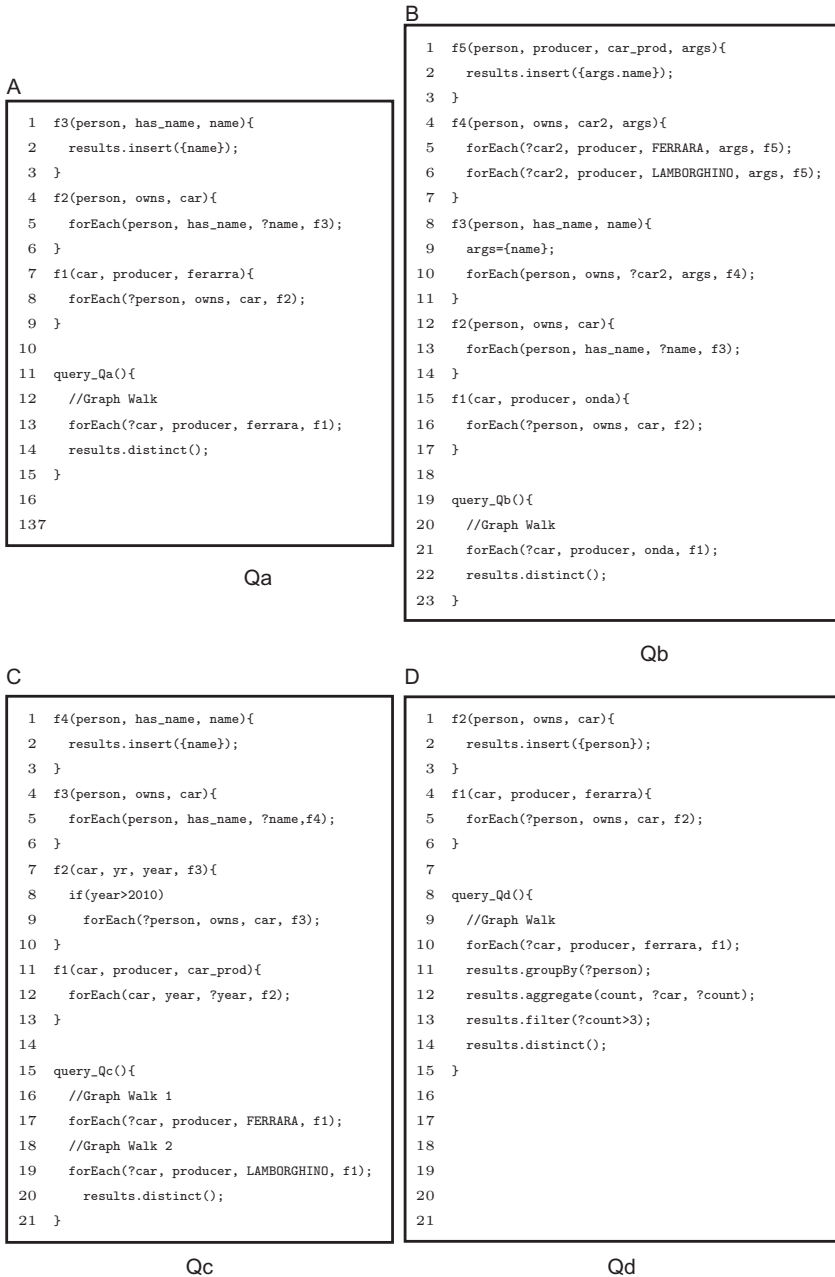 A
1 f3(person, has_name, name){
2 results.insert({name});
3 }
4 f2(person, owns, car){
5 forEach(person, has_name, ?name, f3);
6 }
7 f1(car, producer, ferarra){
8 forEach(?person, owns, car, f2);
9 }
10
11 query_Qa(){
12 //Graph Walk
13 forEach(?car, producer, ferrara, f1);
14 results.distinct();
15 }
16
137
Qa
B
1 f5(person, producer, car_prod, args){
2 results.insert({args.name});
3 }
4 f4(person, owns, car2, args){
5 forEach(?car2, producer, FERRARA, args, f5);
6 forEach(?car2, producer, LAMBORGHINO, args, f5);
7 }
8 f3(person, has_name, name){
9 args={name};
10 forEach(person, owns, ?car2, args, f4);
11 }
12 f2(person, owns, car){
13 forEach(person, has_name, ?name, f3);
14 }
15 f1(car, producer, onda){
16 forEach(?person, owns, car, f2);
17 }
18
19 query_Qb(){
20 //Graph Walk
21 forEach(?car, producer, onda, f1);
22 results.distinct();
23 }
Qb
C
1 f4(person, has_name, name){
2 results.insert({name});
3 }
4 f3(person, owns, car){
5 forEach(person, has_name, ?name,f4);
6 }
7 f2(car, yr, year, f3){
8 if(year>2010)
9 forEach(?person, owns, car, f3);
10 }
11 f1(car, producer, car_prod){
12 forEach(car, year, ?year, f2);
13 }
14
15 query_Qc(){
16 //Graph Walk 1
17 forEach(?car, producer, FERRARA, f1);
18 //Graph Walk 2
19 forEach(?car, producer, LAMBORGHINO, f1);
20 results.distinct();
21 }
Qc
D
1 f2(person, owns, car){
2 results.insert({person});
3 }
4 f1(car, producer, ferarra){
5 forEach(?person, owns, car, f2);
6 }
7
8 query_Qd(){
9 //Graph Walk
10 forEach(?car, producer, ferrara, f1);
11 results.groupBy(?person);
12 results.aggregate(count, ?car, ?count);
13 results.filter(?count>3);
14 results.distinct();
15 }
16
17
18
19
20
21
Qd